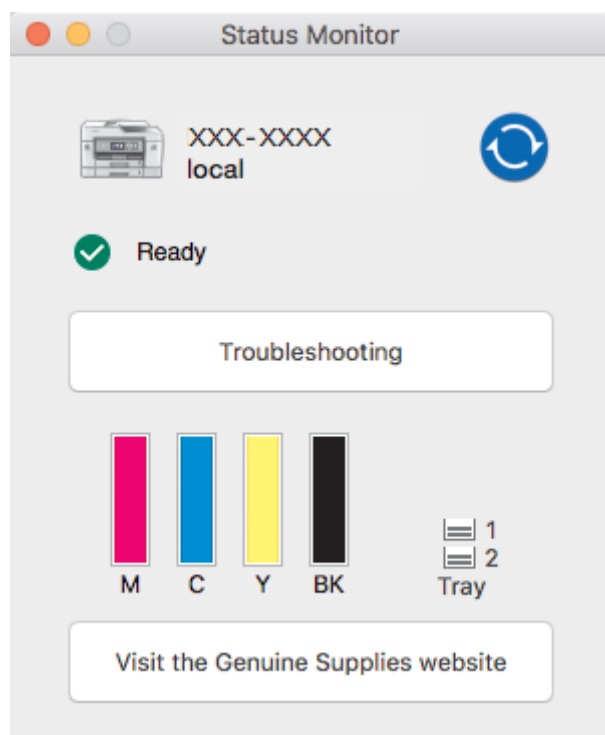 Status Monitor
XXX-XXXX
local
Ready
Troubleshooting
1
2
M C Y BK Tray
Visit the Genuine Supplies website